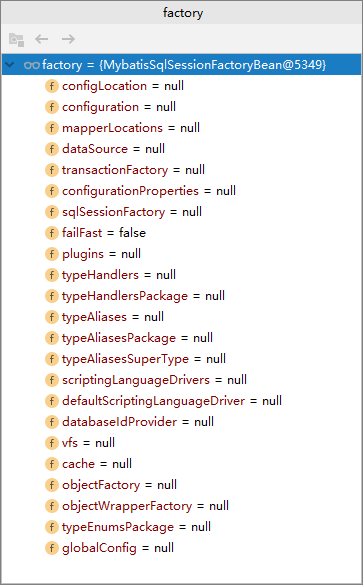 factory
factory = {MybatisSqlSessionFactoryBean@5349}
f configLocation = null
f configuration = null
f mapperLocations = null
f dataSource = null
f transactionFactory = null
f configurationProperties = null
f sqlSessionFactory = null
f failFast = false
f plugins = null
f typeHandlers = null
f typeHandlersPackage = null
f typeAliases = null
f typeAliasesPackage = null
f typeAliasesSuperType = null
f scriptingLanguageDrivers = null
f defaultScriptingLanguageDriver = null
f databaseIdProvider = null
f vfs = null
f cache = null
f objectFactory = null
f objectWrapperFactory = null
f typeEnumsPackage = null
f globalConfig = null